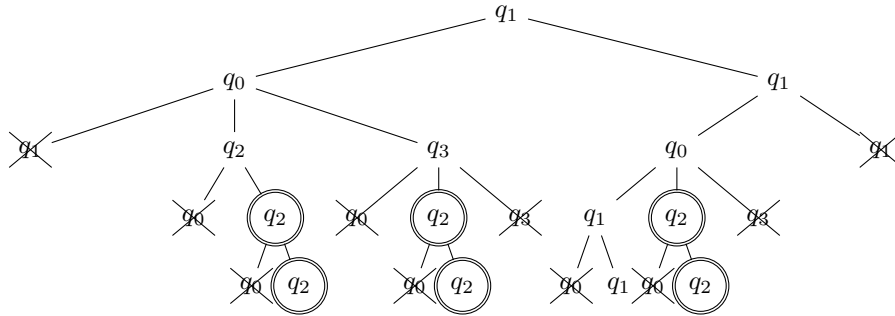 q₁
q₀ q₁
q₁ q₂ q₃ q₀ q₁
q₀ q₂ q₀ q₂ q₃ q₁ q₂ q₃
q₀ q₂ q₀ q₂ q₀ q₁ q₀ q₂